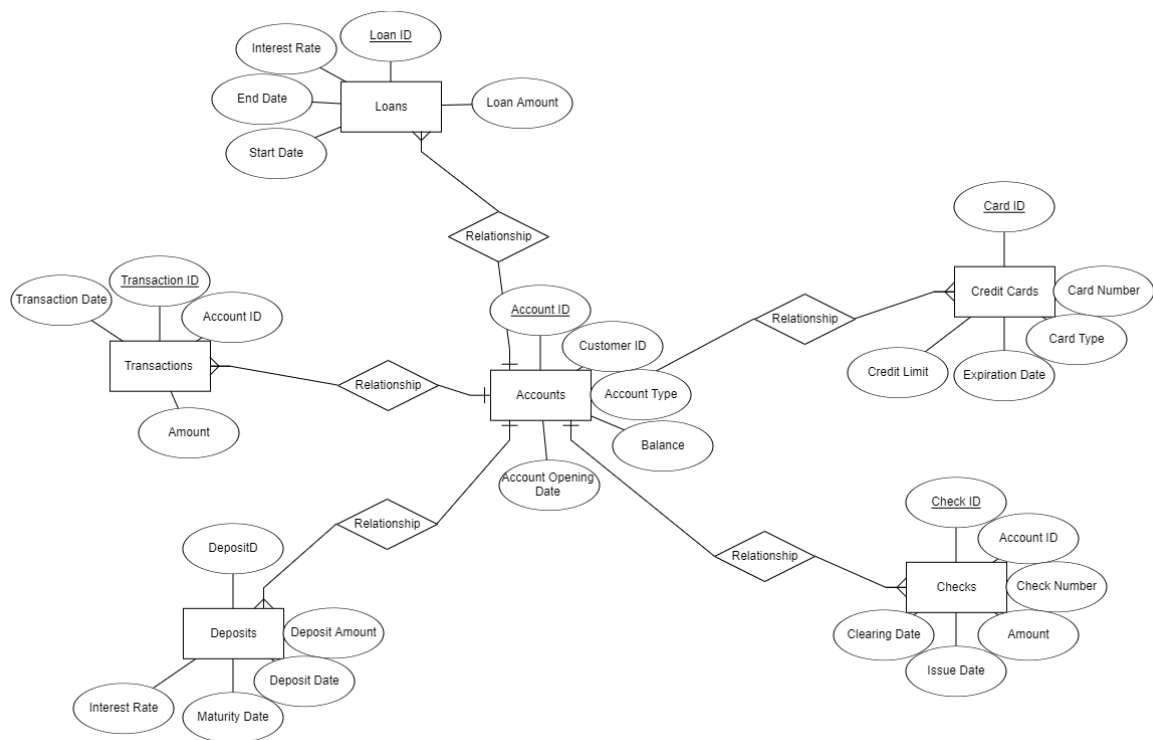 Loan ID
Interest Rate
End Date
Loans
Loan Amount
Start Date
Relationship
Card ID
Transaction Date
Transaction ID
Account ID
Transactions
Amount
Relationship
Account ID
Customer ID
Accounts
Account Type
Balance
Account Opening
Date
Relationship
Credit Cards
Card Number
Card Type
Credit Limit
Expiration Date
Relationship
DepositD
Deposits
Deposit Amount
Deposit Date
Interest Rate
Maturity Date
Relationship
Check ID
Account ID
Checks
Check Number
Clearing Date
Amount
Issue Date